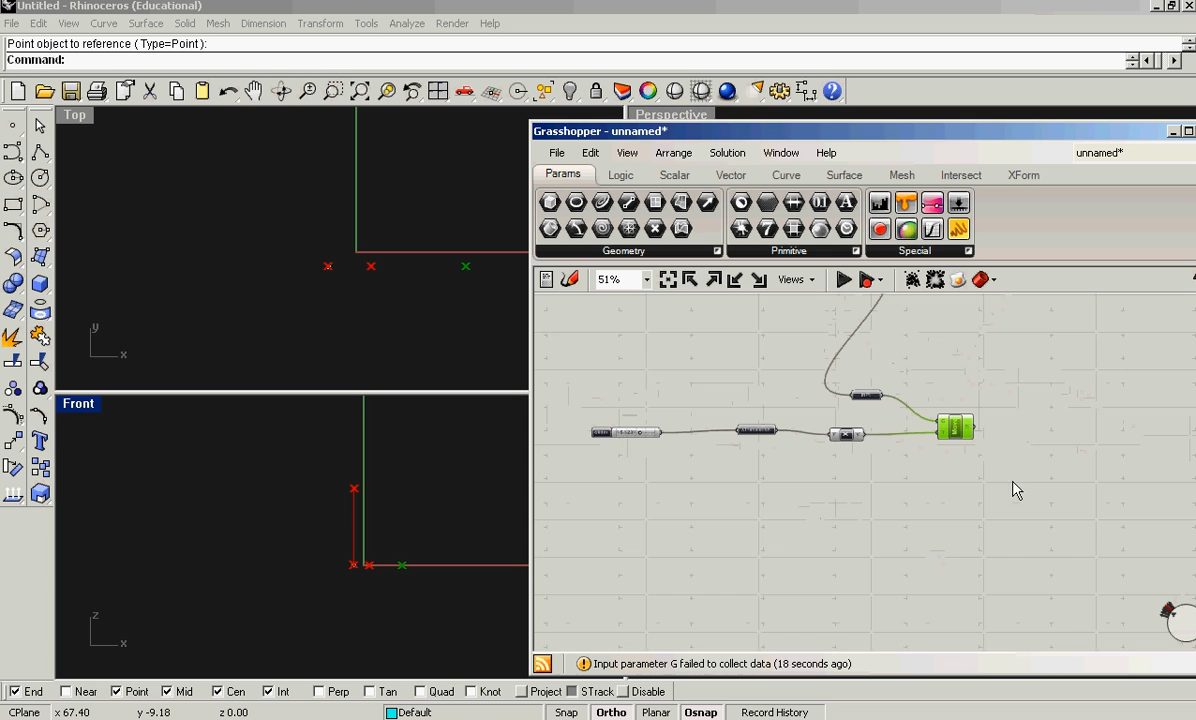 Untitled - Rhinoceros (Educational)
File Edit View Curve Surface Solid Mesh Dimension Transform Tools Analyze Render Help
Point object to reference ( Type=Point ):
Command:
Top
Perspective
Grasshopper - unnamed*
File Edit View Arrange Solution Window Help unnamed*
Params Logic Scalar Vector Curve Surface Mesh Intersect XForm
Geometry Primitive Special
51% Views
Front
y
x
z
x
Input parameter G failed to collect data (18 seconds ago)
End Near Point Mid Cen Int Perp Tan Quad Knot Project STrack Disable
CPlane x 67.40 y -9.18 z 0.00 Default Snap Ortho Planar Osnap Record History